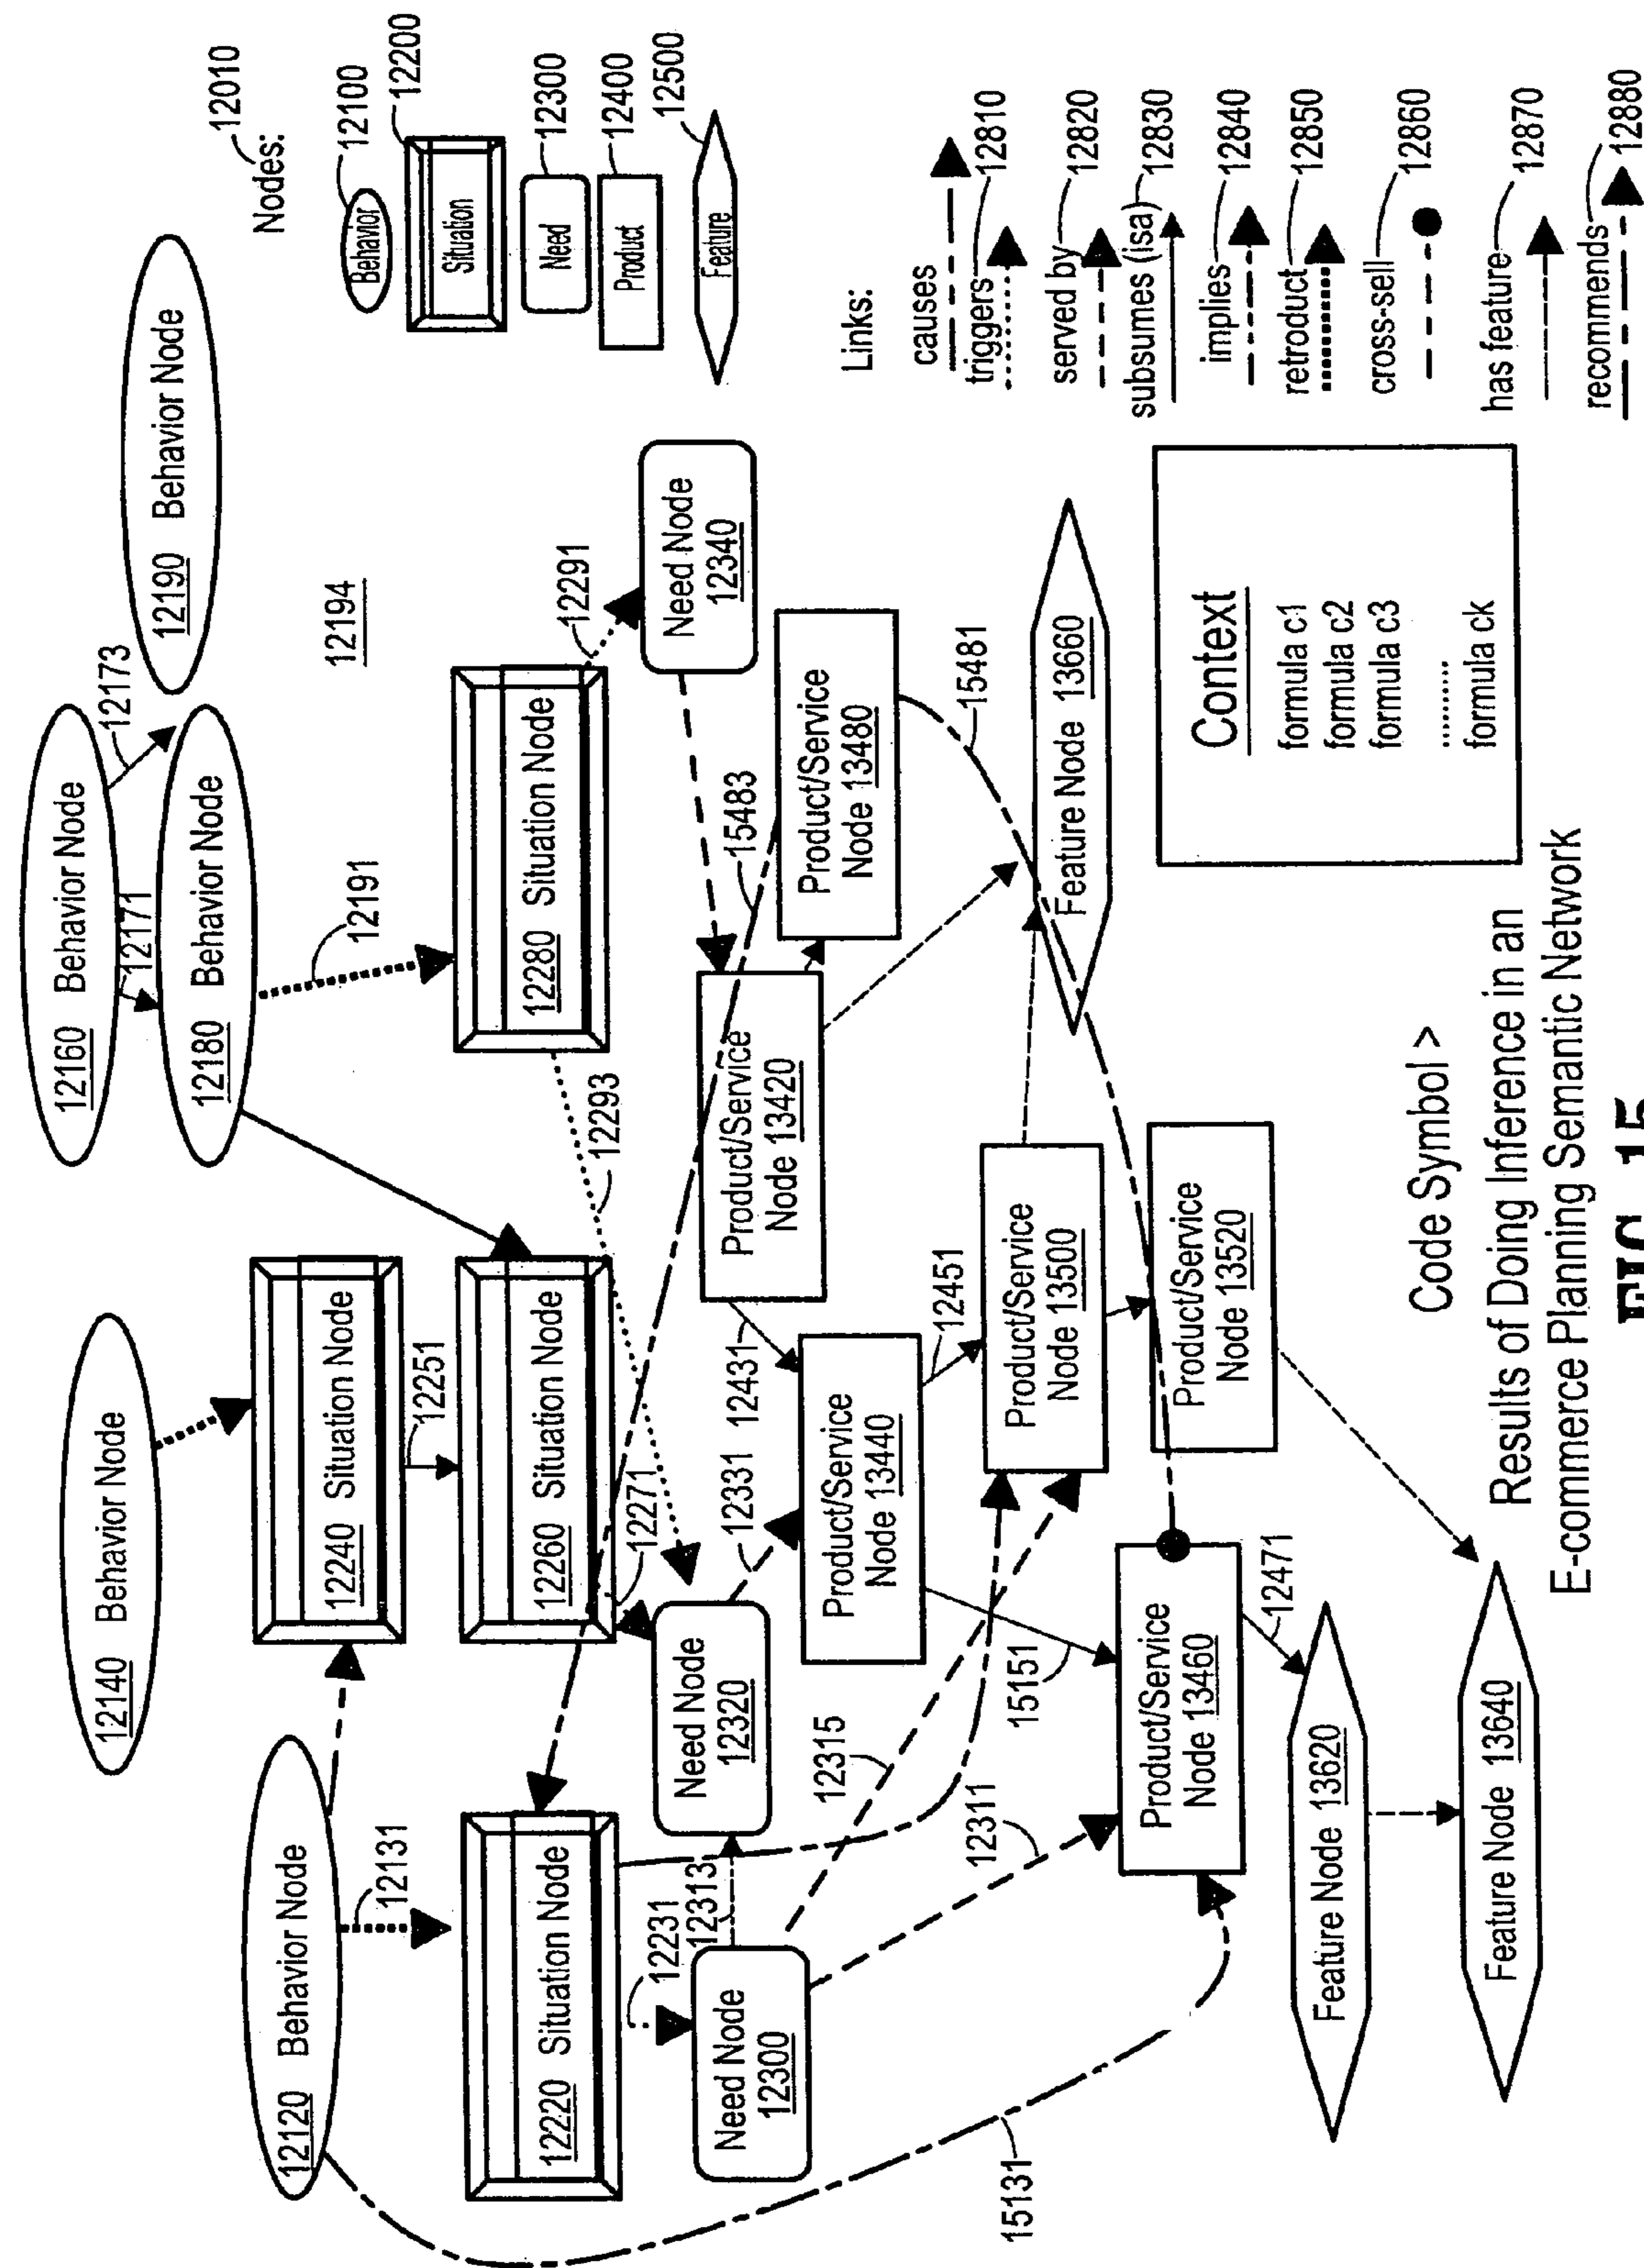 12010
Nodes:
Behavior
12100
Situation
12200
Need
12300
Product
12400
Feature
12500
Links:
causes
12810
triggers
served by
12820
subsumes (isa)
12830
implies
12840
retroduct
12850
cross-sell
12860
has feature
12870
recommends
12880
12120 Behavior Node
12140 Behavior Node
12160 Behavior Node
12180 Behavior Node
12190 Behavior Node
12171
12173
12194
12131
12191
12240 Situation Node
12251
12260 Situation Node
12280 Situation Node
12220 Situation Node
12291
12293
12271
12231
12313
Need Node
12300
Need Node
12320
Need Node
12340
12331
12431
15483
Product/Service
Node 13420
Product/Service
Node 13480
Product/Service
Node 13440
15481
12315
12311
12451
15151
15131
Product/Service
Node 13500
Product/Service
Node 13460
Product/Service
Node 13520
12471
Feature Node 13660
Feature Node 13620
Feature Node 13640
Context
formula c1
formula c2
formula c3
.........
formula ck
Code Symbol >
Results of Doing Inference in an
E-commerce Planning Semantic Network
FIG. 15